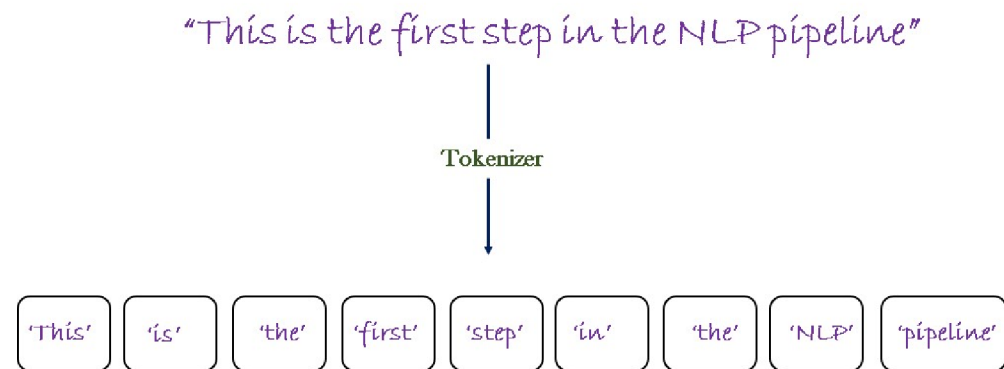 “This is the first step in the NLP pipeline”
Tokenizer
‘This’ ‘is’ ‘the’ ‘first’ ‘step’ ‘in’ ‘the’ ‘NLP’ ‘pipeline’